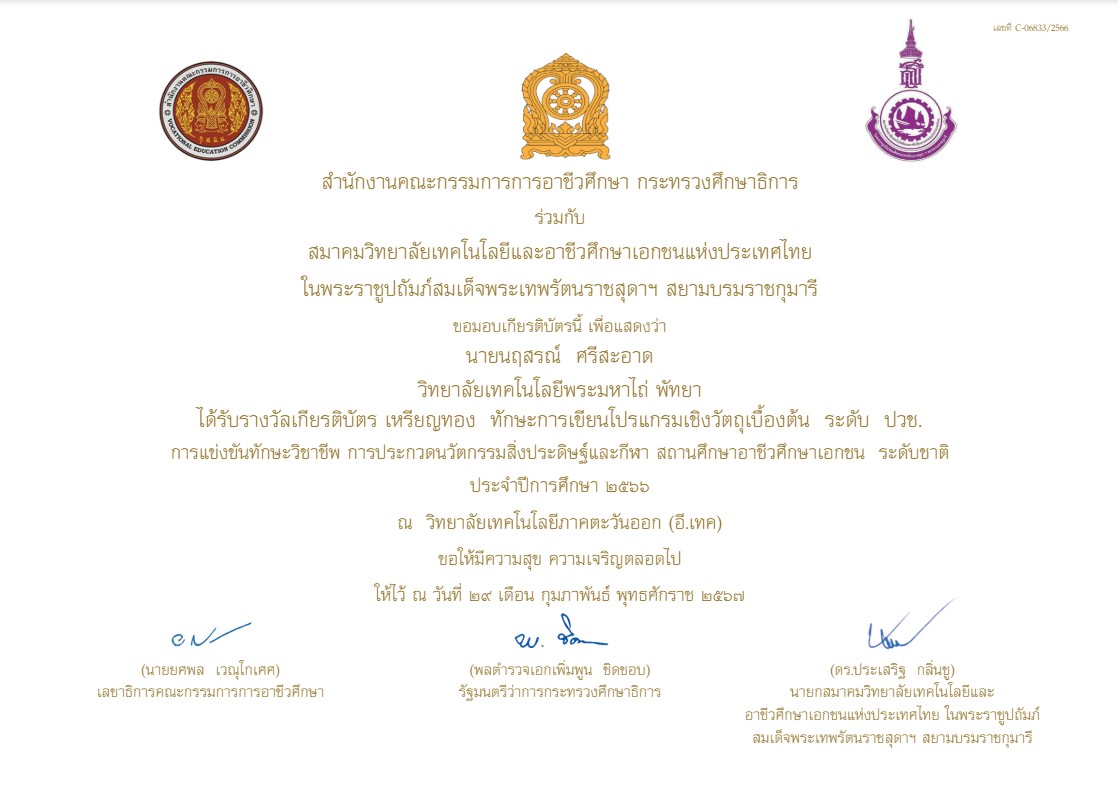 เลขที่ C-06833/2566
สำนักงานคณะกรรมการการอาชีวศึกษา
VOCATIONAL EDUCATION COMMISSION
สำนักงานคณะกรรมการการอาชีวศึกษา กระทรวงศึกษาธิการ
ร่วมกับ
สมาคมวิทยาลัยเทคโนโลยีและอาชีวศึกษาเอกชนแห่งประเทศไทย
ในพระราชูปถัมภ์สมเด็จพระเทพรัตนราชสุดาฯ สยามบรมราชกุมารี
ขอมอบเกียรติบัตรนี้ เพื่อแสดงว่า
นายนฤสรณ์ ศรีสะอาด
วิทยาลัยเทคโนโลยีพระมหาไถ่ พัทยา
ได้รับรางวัลเกียรติบัตร เหรียญทอง ทักษะการเขียนโปรแกรมเชิงวัตถุเบื้องต้น ระดับ ปวช.
การแข่งขันทักษะวิชาชีพ การประกวดนวัตกรรมสิ่งประดิษฐ์และกีฬา สถานศึกษาอาชีวศึกษาเอกชน ระดับชาติ
ประจำปีการศึกษา ๒๕๖๖
ณ วิทยาลัยเทคโนโลยีภาคตะวันออก (อี.เทค)
ขอให้มีความสุข ความเจริญตลอดไป
ให้ไว้ ณ วันที่ ๒๙ เดือน กุมภาพันธ์ พุทธศักราช ๒๕๖๗
(นายยศพล เวณุโกเศศ)
เลขาธิการคณะกรรมการการอาชีวศึกษา
(พลตำรวจเอกเพิ่มพูน ชิดชอบ)
รัฐมนตรีว่าการกระทรวงศึกษาธิการ
(ดร.ประเสริฐ กลิ่นชู)
นายกสมาคมวิทยาลัยเทคโนโลยีและ
อาชีวศึกษาเอกชนแห่งประเทศไทย ในพระราชูปถัมภ์
สมเด็จพระเทพรัตนราชสุดาฯ สยามบรมราชกุมารี